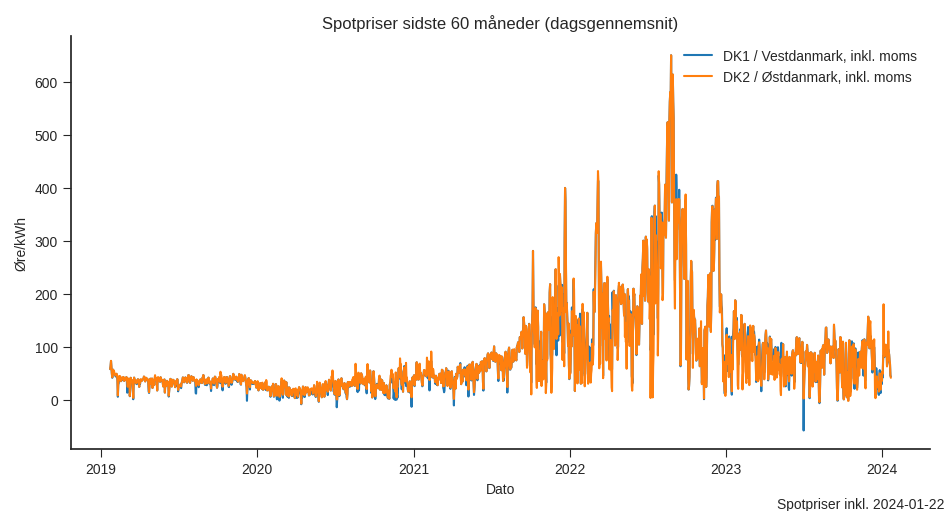 Spotpriser sidste 60 måneder (dagsgennemsnit)
DK1 / Vestdanmark, inkl. moms
DK2 / Østdanmark, inkl. moms
600
500
400
300
200
100
0
Øre/kWh
2019 2020 2021 2022 2023 2024
Dato
Spotpriser inkl. 2024-01-22